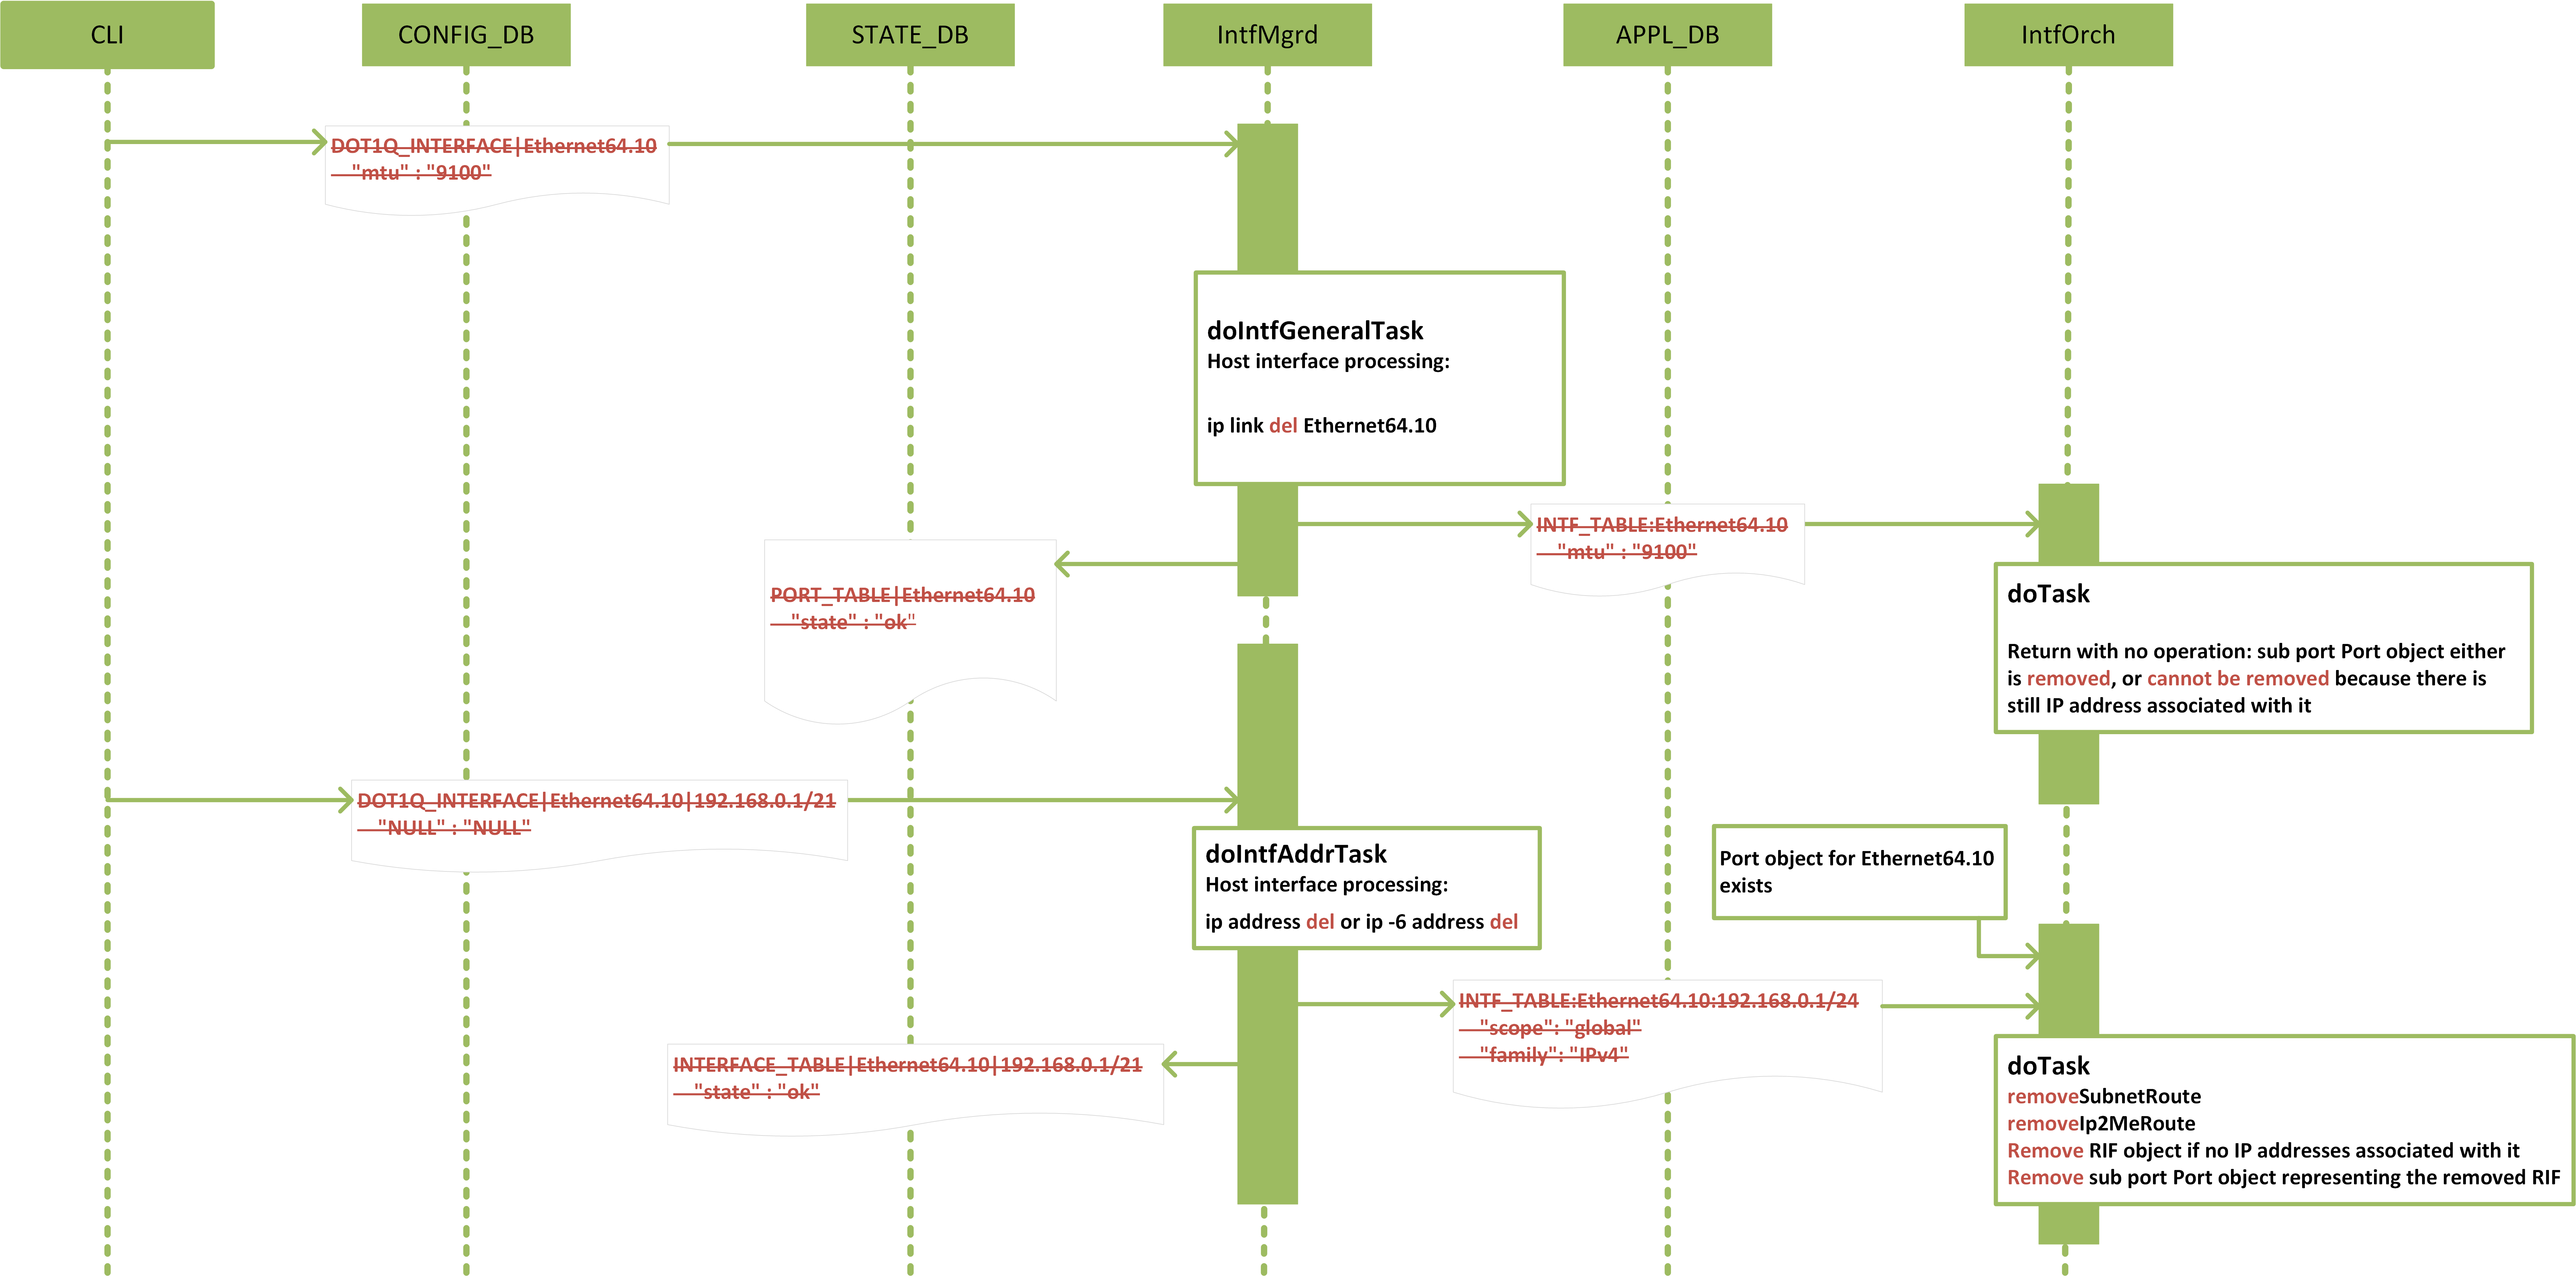 CLI
CONFIG_DB
STATE_DB
IntfMgrd
APPL_DB
IntfOrch
DOT1Q_INTERFACE|Ethernet64.10
"mtu" : "9100"
doIntfGeneralTask
Host interface processing:
ip link del Ethernet64.10
INTF_TABLE:Ethernet64.10
"mtu" : "9100"
PORT_TABLE|Ethernet64.10
"state" : "ok"
doTask
Return with no operation: sub port Port object either
is removed, or cannot be removed because there is
still IP address associated with it
DOT1Q_INTERFACE|Ethernet64.10|192.168.0.1/21
"NULL" : "NULL"
doIntfAddrTask
Host interface processing:
ip address del or ip -6 address del
Port object for Ethernet64.10
exists
INTF_TABLE:Ethernet64.10:192.168.0.1/24
"scope": "global"
"family": "IPv4"
INTERFACE_TABLE|Ethernet64.10|192.168.0.1/21
"state" : "ok"
doTask
removeSubnetRoute
removeIp2MeRoute
Remove RIF object if no IP addresses associated with it
Remove sub port Port object representing the removed RIF